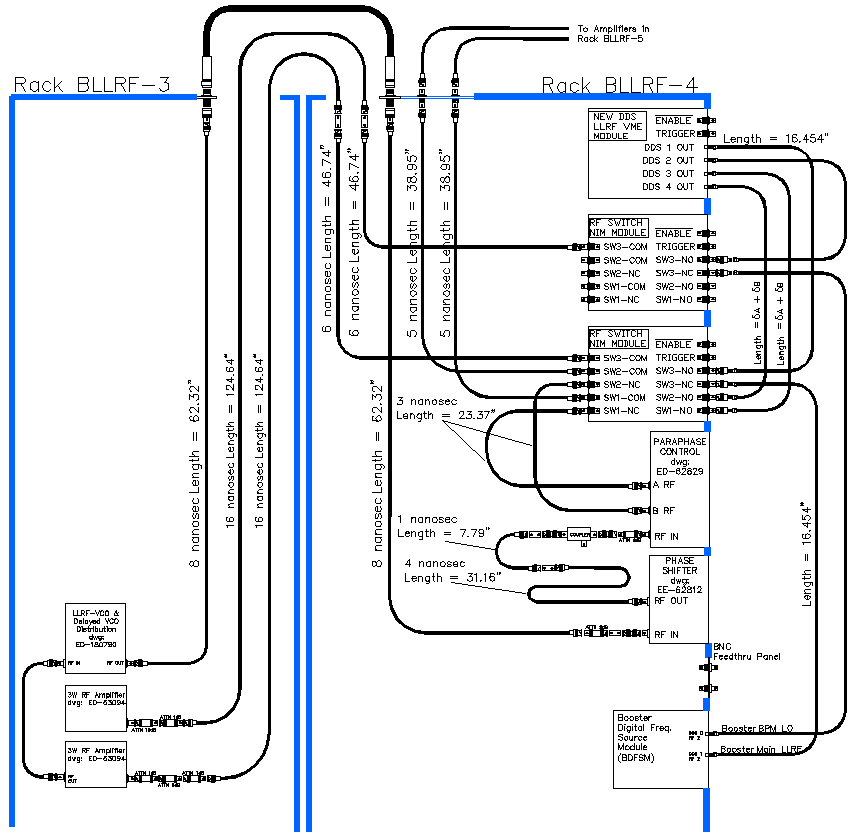 To Amplifiers in
Rack BLLRF-5
Rack BLLRF-3
Rack BLLRF-4
NEW DDS
LLRF VME
MODULE
ENABLE
TRIGGER
DDS 1 OUT
DDS 2 OUT
DDS 3 OUT
DDS 4 OUT
Length = 16.454"
6 nanosec Length = 46.74"
6 nanosec Length = 46.74"
5 nanosec Length = 38.95"
5 nanosec Length = 38.95"
RF SWITCH
NIM MODULE
ENABLE
SW3-COM
TRIGGER
SW2-COM
SW3-NO
SW2-NC
SW3-NC
SW1-COM
SW2-NO
SW1-NC
SW1-NO
Length = δA + δB
Length = δA + δB
RF SWITCH
NIM MODULE
ENABLE
SW3-COM
TRIGGER
SW2-COM
SW3-NO
SW2-NC
SW3-NC
SW1-COM
SW2-NO
SW1-NC
SW1-NO
8 nanosec Length = 62.32"
16 nanosec Length = 124.64"
16 nanosec Length = 124.64"
8 nanosec Length = 62.32"
3 nanosec
Length = 23.37"
PARAPHASE
CONTROL
dwg:
ED-62829
A RF
B RF
RF IN
1 nanosec
Length = 7.79"
COUPLER
4 nanosec
Length = 31.16"
PHASE
SHIFTER
dwg:
EE-62812
RF OUT
RF IN
Length = 16.454"
BNC
Feedthru Panel
LLRF-VCO &
Delayed VCO
Distribution
dwg:
ED-180790
RF IN
RF OUT
3W RF Amplifier
dwg: ED-63094
3W RF Amplifier
dwg: ED-63094
RF
OUT
Booster
Digital Freq.
Source
Module
(BDFSM)
Booster BPM LO
Booster Main LLRF